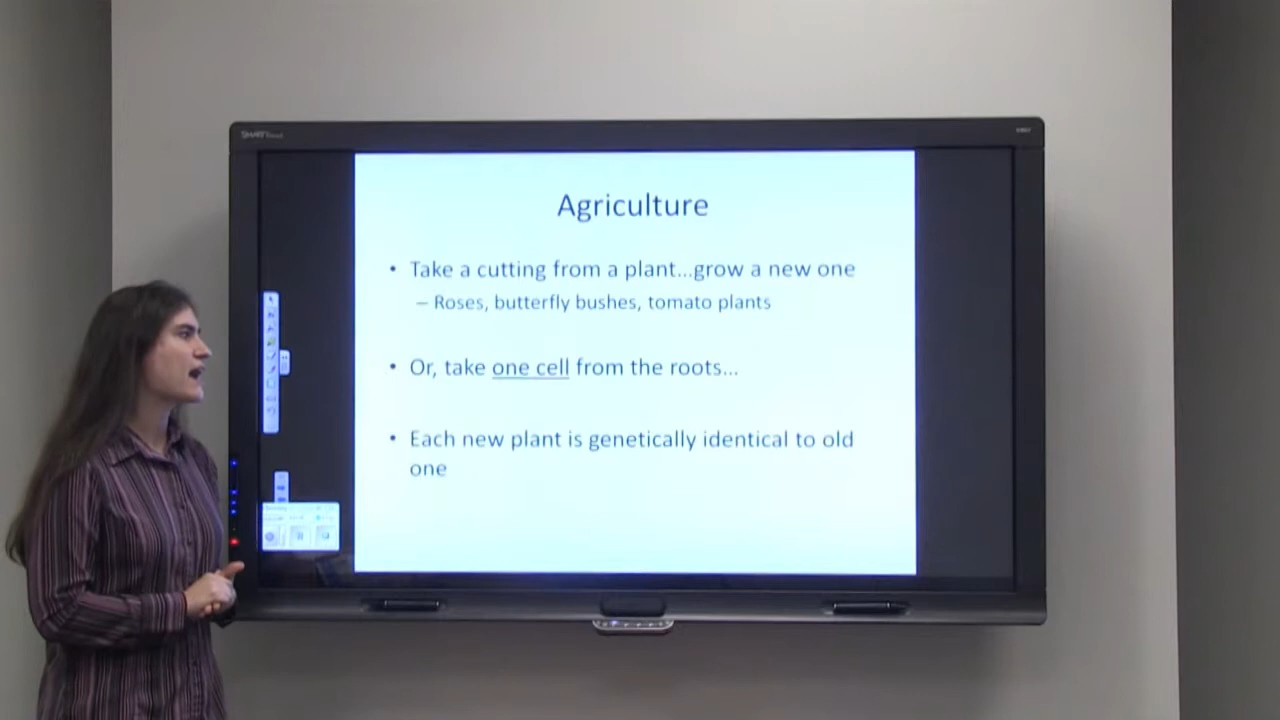 SMART
Agriculture
• Take a cutting from a plant...grow a new one
– Roses, butterfly bushes, tomato plants
• Or, take one cell from the roots...
• Each new plant is genetically identical to old
one